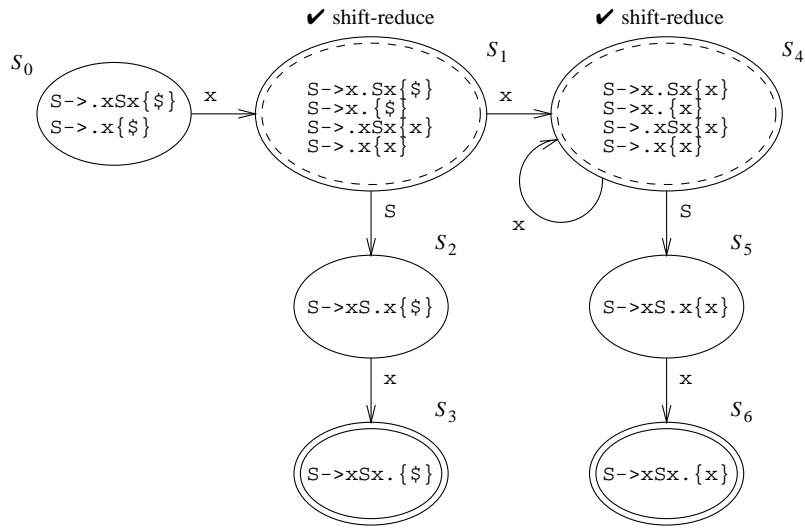 ✔ shift-reduce
✔ shift-reduce
S0
S1
S4
S->.xSx{$}
S->.x{$}
x
S->x.Sx{$}
S->x.{$}
S->.xSx{x}
S->.x{x}
x
S->x.Sx{x}
S->x.{x}
S->.xSx{x}
S->.x{x}
x
S
S
S2
S5
S->xS.x{$}
S->xS.x{x}
x
x
S3
S6
S->xSx.{$}
S->xSx.{x}